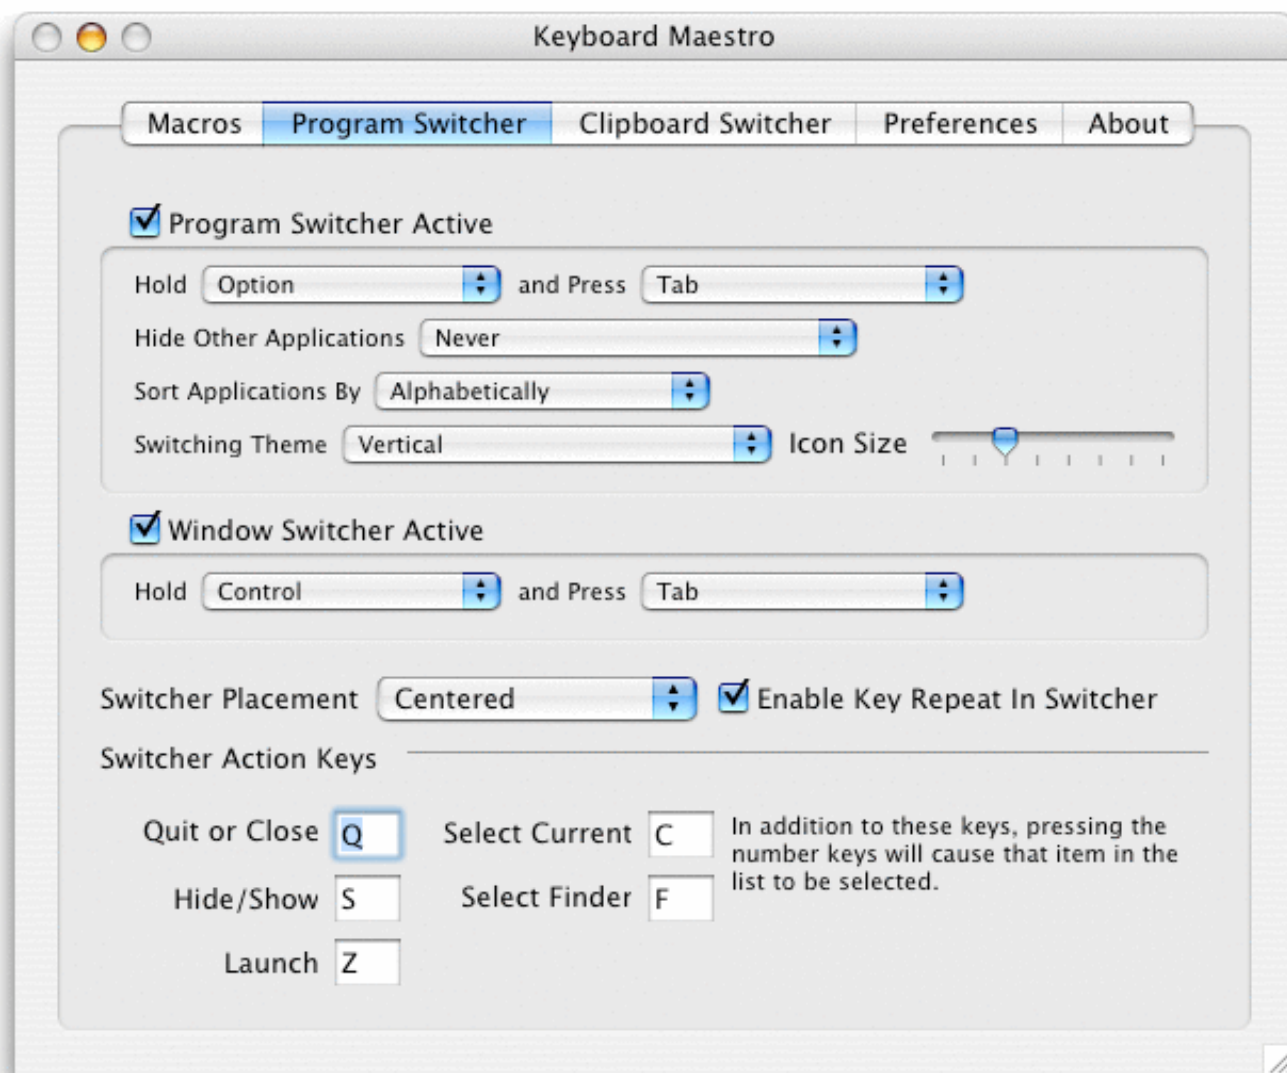 Keyboard Maestro
Macros Program Switcher Clipboard Switcher Preferences About
Program Switcher Active
Hold Option and Press Tab
Hide Other Applications Never
Sort Applications By Alphabetically
Switching Theme Vertical Icon Size
Window Switcher Active
Hold Control and Press Tab
Switcher Placement Centered Enable Key Repeat In Switcher
Switcher Action Keys
Quit or Close Q Select Current C
Hide/Show S Select Finder F
Launch Z
In addition to these keys, pressing the
number keys will cause that item in the
list to be selected.